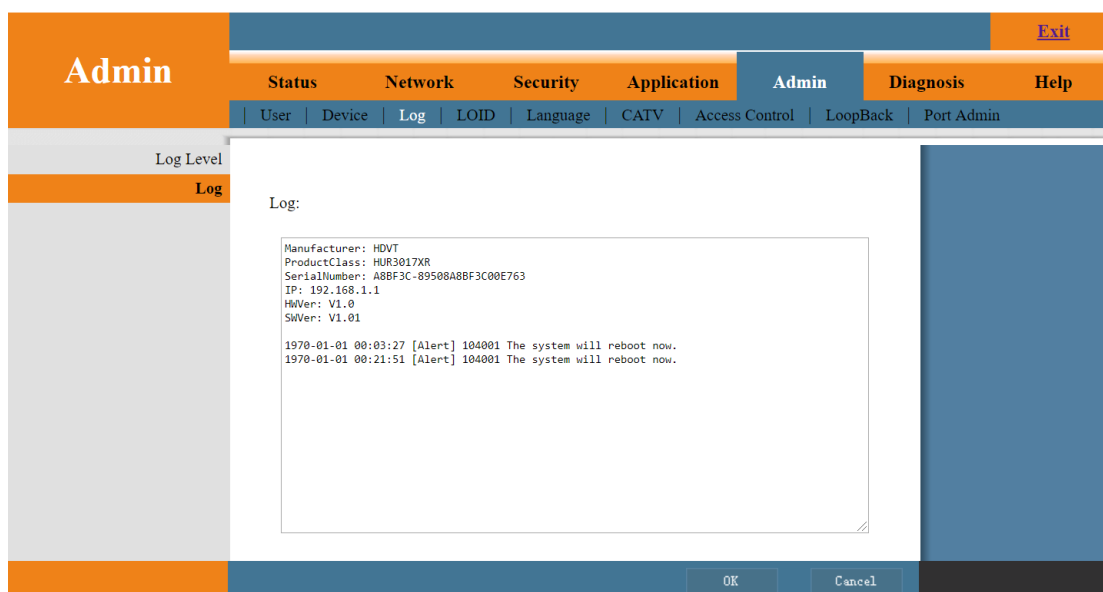 Exit
Admin
Status Network Security Application Admin Diagnosis Help
| User | Device | Log | LOID | Language | CATV | Access Control | LoopBack | Port Admin
Log Level
Log
Log:
Manufacturer: HDVT
ProductClass: HUR3017XR
SerialNumber: A8BF3C-89508A8BF3C00E763
IP: 192.168.1.1
HWVer: V1.0
SWVer: V1.01
1970-01-01 00:03:27 [Alert] 104001 The system will reboot now.
1970-01-01 00:21:51 [Alert] 104001 The system will reboot now.
OK Cancel